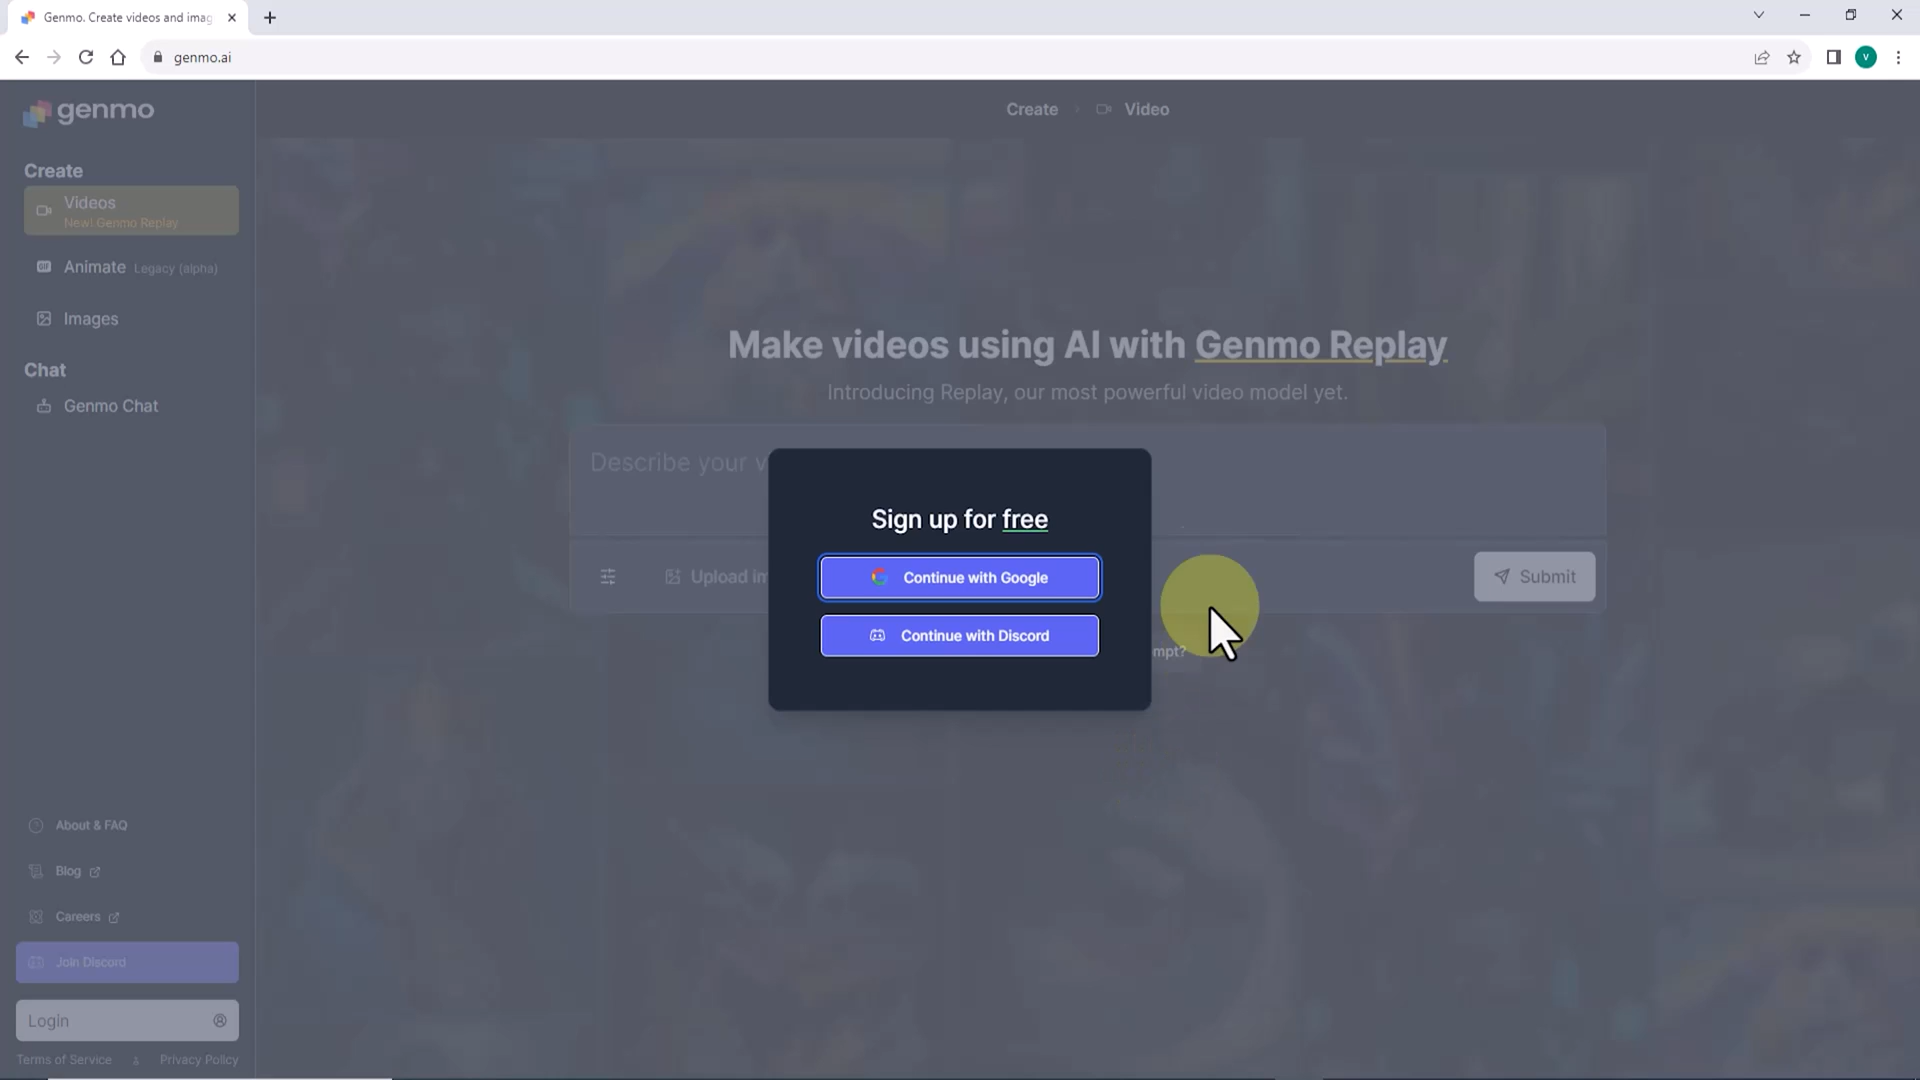 Genmo. Create videos and imag
genmo.ai
V
genmo
Create
Videos
New! Genmo Replay
Animate Legacy (alpha)
Images
Chat
Genmo Chat
About & FAQ
Blog
Careers
Join Discord
Login
Terms of Service & Privacy Policy
Create › Video
Make videos using AI with Genmo Replay.
Introducing Replay, our most powerful video model yet.
Describe your v
Upload im
Submit
mpt?
Sign up for free
Continue with Google
Continue with Discord